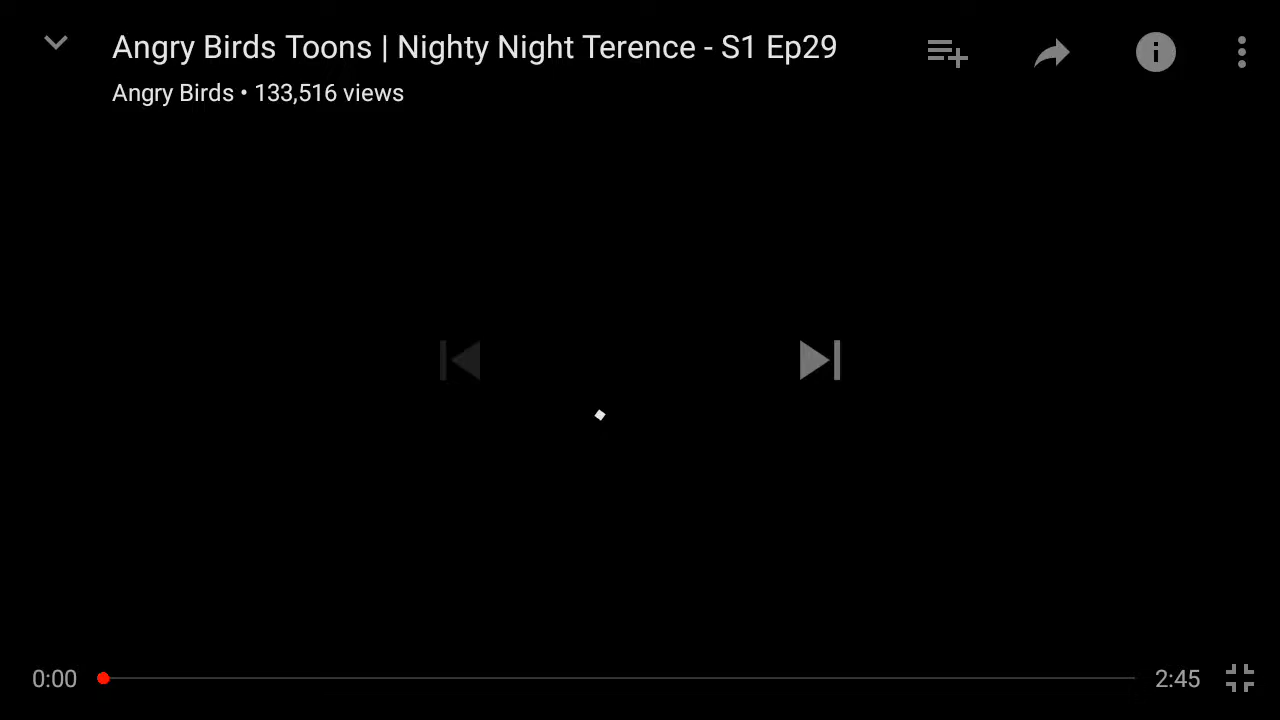 Angry Birds Toons | Nighty Night Terence - S1 Ep29
Angry Birds • 133,516 views
0:00
2:45